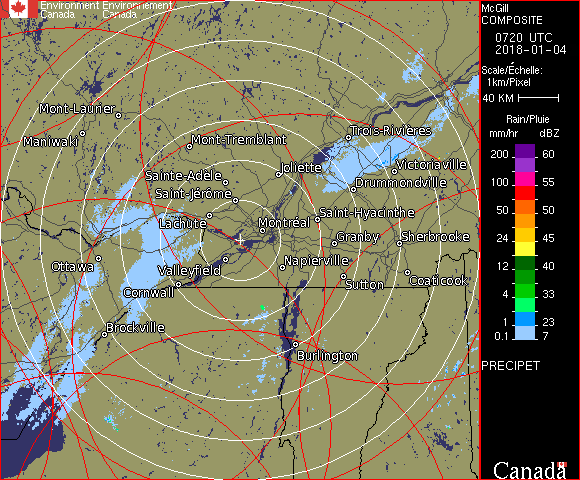 Environment Environnement
Canada Canada
McGill
COMPOSITE
0720 UTC
2018-01-04
Scale/Échelle:
1km/Pixel
40 KM
Rain/Pluie
mm/hr dBZ
200 60
100 55
50 50
24 45
12 40
4 33
1 23
0.1 7
PRECIPET
Canada
Mont-Laurier
Maniwaki
Mont-Tremblant
Trois-Rivières
Joliette
Victoriaville
Sainte-Adèle
Drummondville
Saint-Jérôme
Saint-Hyacinthe
Lachute
Montréal
Granby
Sherbrooke
Ottawa
Valleyfield
Napierville
Cornwall
Sutton
Coaticook
Brockville
Burlington